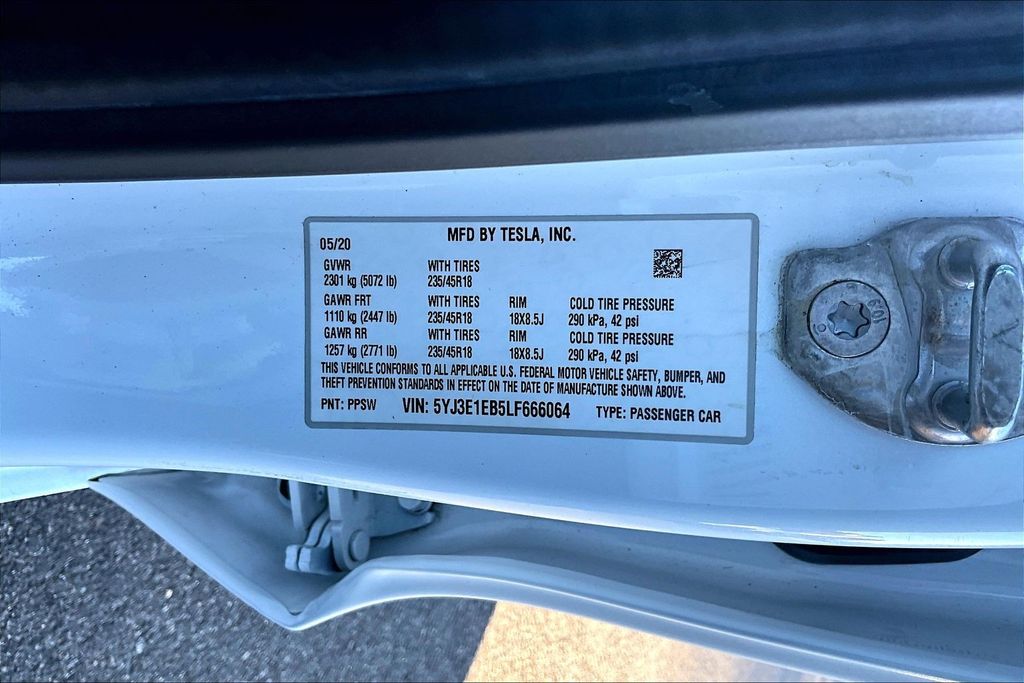 MFD BY TESLA, INC.
05/20
GVWR WITH TIRES
2301 kg (5072 lb) 235/45R18
GAWR FRT WITH TIRES RIM COLD TIRE PRESSURE
1110 kg (2447 lb) 235/45R18 18X8.5J 290 kPa, 42 psi
GAWR RR WITH TIRES RIM COLD TIRE PRESSURE
1257 kg (2771 lb) 235/45R18 18X8.5J 290 kPa, 42 psi
THIS VEHICLE CONFORMS TO ALL APPLICABLE U.S. FEDERAL MOTOR VEHICLE SAFETY, BUMPER, AND
THEFT PREVENTION STANDARDS IN EFFECT ON THE DATE OF MANUFACTURE SHOWN ABOVE.
PNT: PPSW VIN: 5YJ3E1EB5LF666064 TYPE: PASSENGER CAR